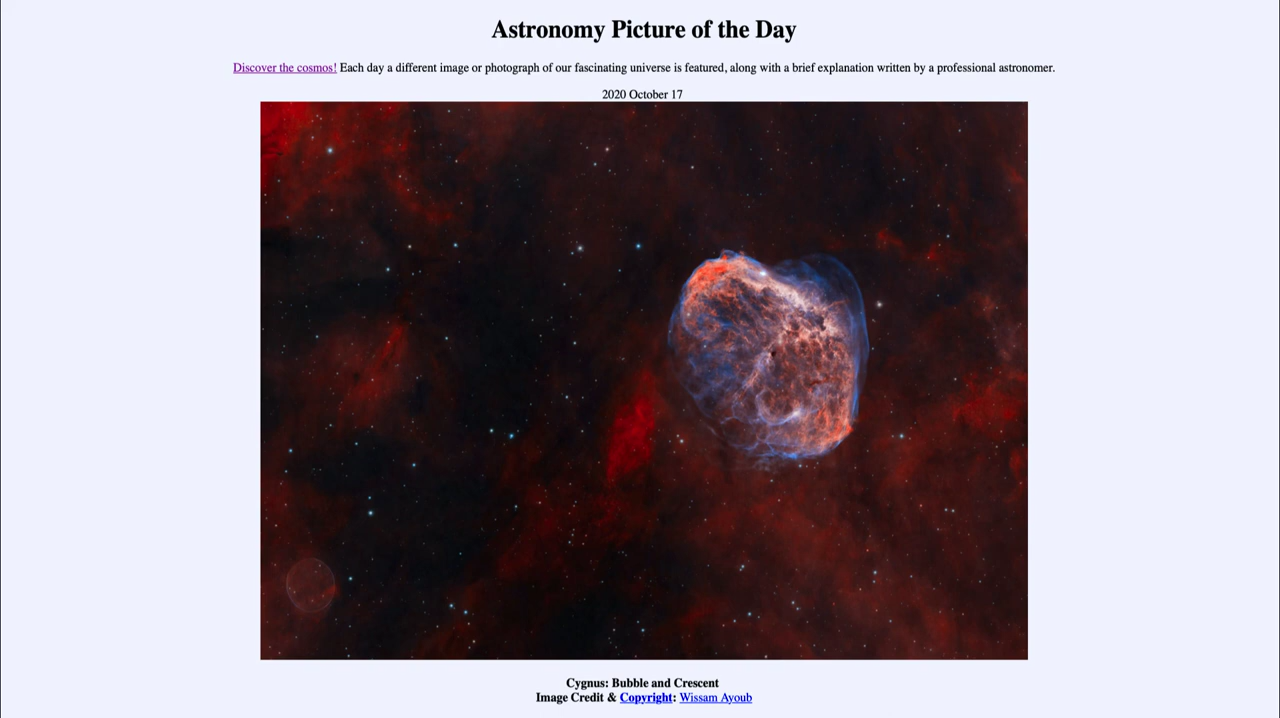 Astronomy Picture of the Day
Discover the cosmos! Each day a different image or photograph of our fascinating universe is featured, along with a brief explanation written by a professional astronomer.
2020 October 17
Cygnus: Bubble and Crescent
Image Credit & Copyright: Wissam Ayoub